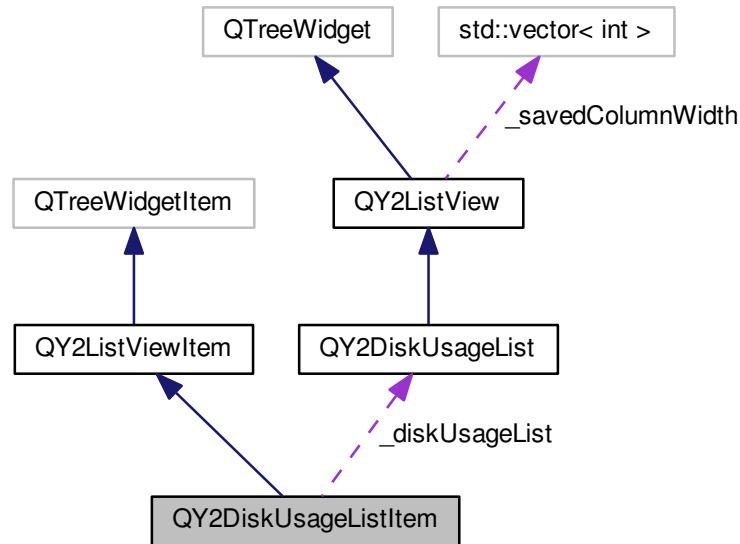 QTreeWidget
std::vector< int >
_savedColumnWidth
QTreeWidgetItem
QY2ListView
QY2ListViewItem
QY2DiskUsageList
_diskUsageList
QY2DiskUsageListItem